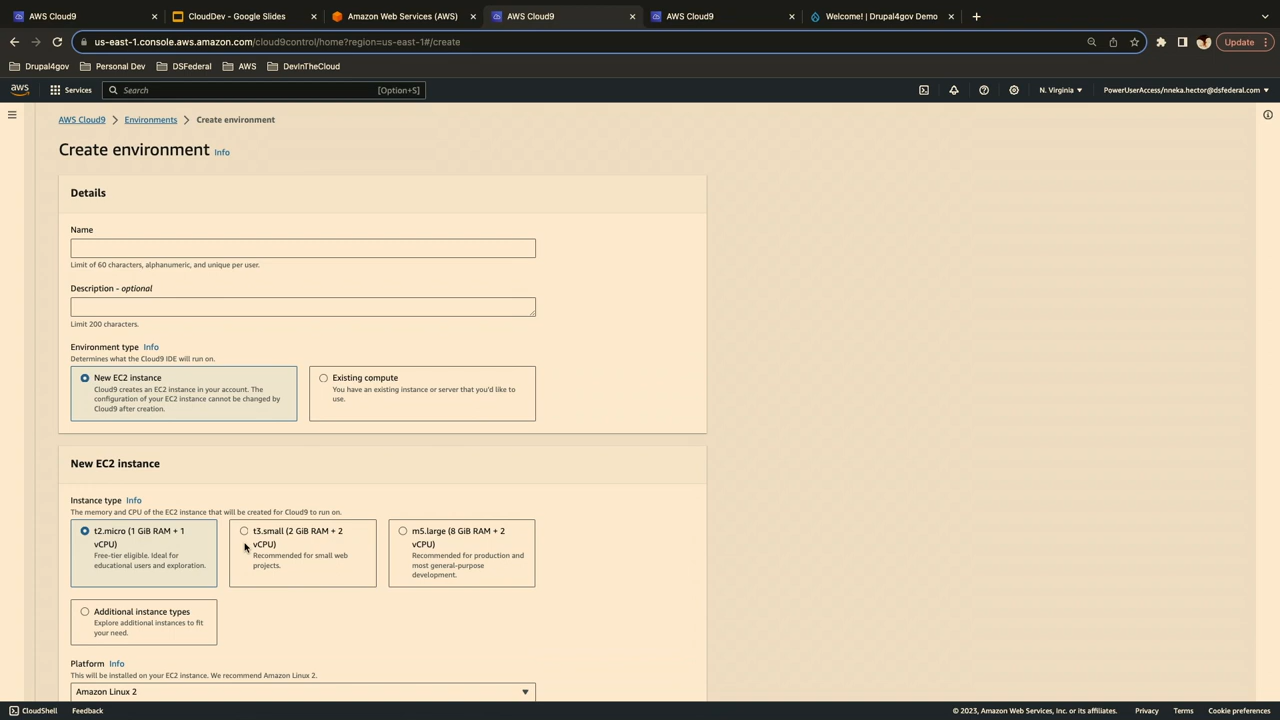 AWS Cloud9
CloudDev - Google Slides
Amazon Web Services (AWS)
AWS Cloud9
AWS Cloud9
Welcome! | Drupal4gov Demo
us-east-1.console.aws.amazon.com/cloud9control/home?region=us-east-1#/create
Update
Drupal4gov
Personal Dev
DSFederal
AWS
DevInTheCloud
aws
Services
Search
[Option+S]
N. Virginia
PowerUserAccess/nneka.hector@dsfederal.com
AWS Cloud9
Environments
Create environment
Create environment Info
Details
Name
Limit of 60 characters, alphanumeric, and unique per user.
Description - optional
Limit 200 characters.
Environment type Info
Determines what the Cloud9 IDE will run on.
New EC2 instance
Cloud9 creates an EC2 instance in your account. The
configuration of your EC2 instance cannot be changed by
Cloud9 after creation.
Existing compute
You have an existing instance or server that you'd like to
use.
New EC2 instance
Instance type Info
The memory and CPU of the EC2 instance that will be created for Cloud9 to run on.
t2.micro (1 GiB RAM + 1
vCPU)
Free-tier eligible. Ideal for
educational users and exploration.
t3.small (2 GiB RAM + 2
vCPU)
Recommended for small web
projects.
m5.large (8 GiB RAM + 2
vCPU)
Recommended for production and
most general-purpose
development.
Additional instance types
Explore additional instances to fit
your need.
Platform Info
This will be installed on your EC2 instance. We recommend Amazon Linux 2.
Amazon Linux 2
CloudShell
Feedback
© 2023, Amazon Web Services, Inc. or its affiliates.
Privacy
Terms
Cookie preferences